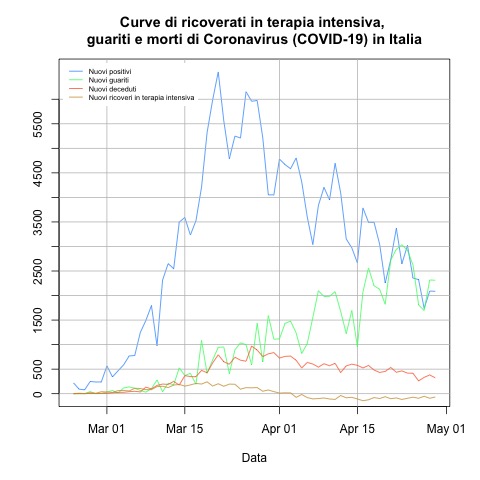 Curve di ricoverati in terapia intensiva,
guariti e morti di Coronavirus (COVID-19) in Italia
Nuovi positivi
Nuovi guariti
Nuovi deceduti
Nuovi ricoveri in terapia intensiva
5500
4500
3500
2500
1500
500
0
Mar 01 Mar 15 Apr 01 Apr 15 May 01
Data